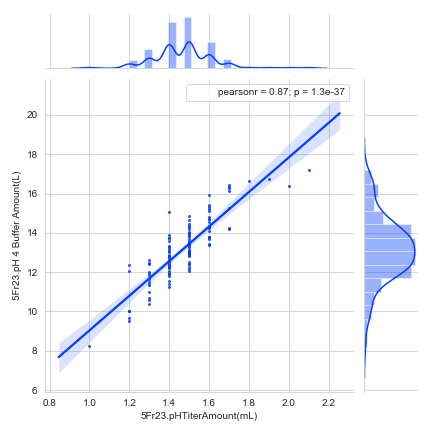 pearsonr = 0.87; p = 1.3e-37
20
18
16
14
12
10
8
6
5Fr23.pH 4 Buffer Amount(L)
0.8 1.0 1.2 1.4 1.6 1.8 2.0 2.2
5Fr23.pHTiterAmount(mL)